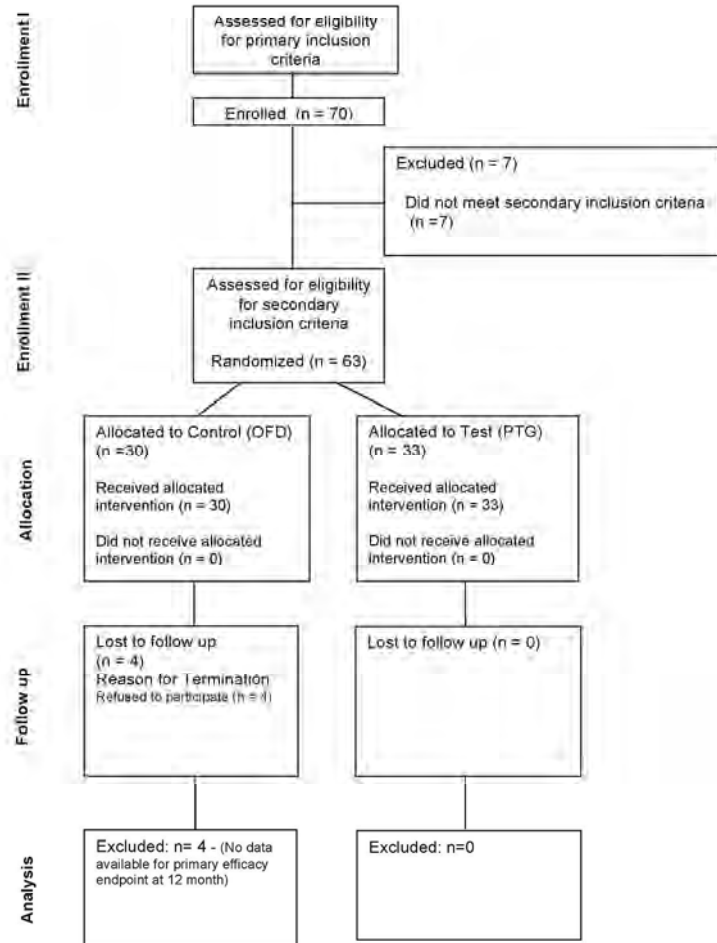 Enrollment I
Assessed for eligibility
for primary inclusion
criteria
Enrolled (n = 70)
Excluded (n = 7)
Did not meet secondary inclusion criteria
(n =7)
Enrollment II
Assessed for eligibility
for secondary
inclusion criteria
Randomized (n = 63)
Allocation
Allocated to Control (OFD)
(n =30)
Received allocated
intervention (n = 30)
Did not receive allocated
intervention (n = 0)
Allocated to Test (PTG)
(n = 33)
Received allocated
intervention (n = 33)
Did not receive allocated
intervention (n = 0)
Follow up
Lost to follow up
(n = 4)
Reason for Termination
Refused to participate (n = 4)
Lost to follow up (n = 0)
Analysis
Excluded: n= 4 - (No data
available for primary efficacy
endpoint at 12 month)
Excluded: n=0